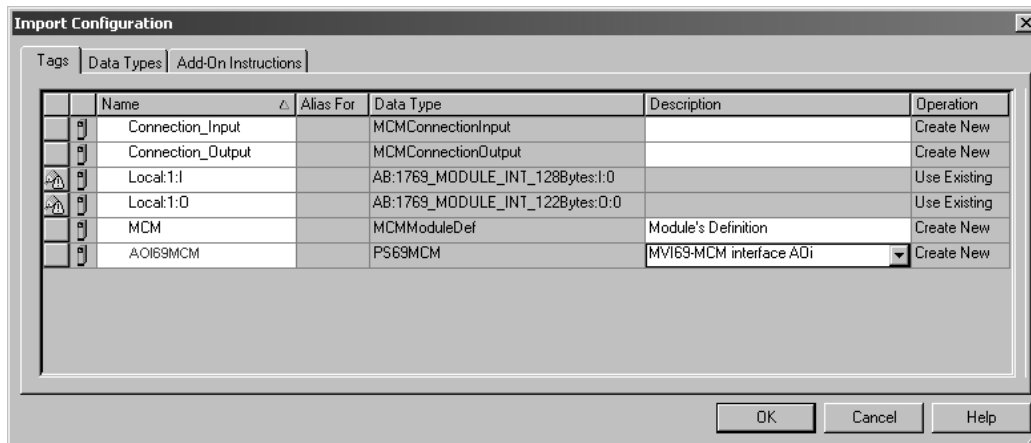 Import Configuration
Tags Data Types Add-On Instructions
Name Alias For Data Type Description Operation
Connection_Input MCMConnectionInput Create New
Connection_Output MCMConnectionOutput Create New
Local:1:I AB:1769_MODULE_INT_128Bytes:I:0 Use Existing
Local:1:O AB:1769_MODULE_INT_122Bytes:O:0 Use Existing
MCM MCMModuleDef Module's Definition Create New
AOI69MCM PS69MCM MVI69-MCM interface AOi Create New
OK Cancel Help